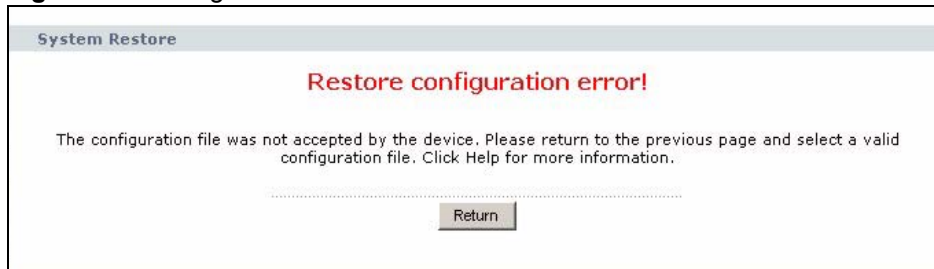 System Restore
Restore configuration error!
The configuration file was not accepted by the device. Please return to the previous page and select a valid
configuration file. Click Help for more information.
Return